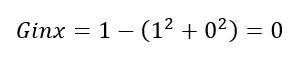 Ginx = 1 − (1² + 0²) = 0